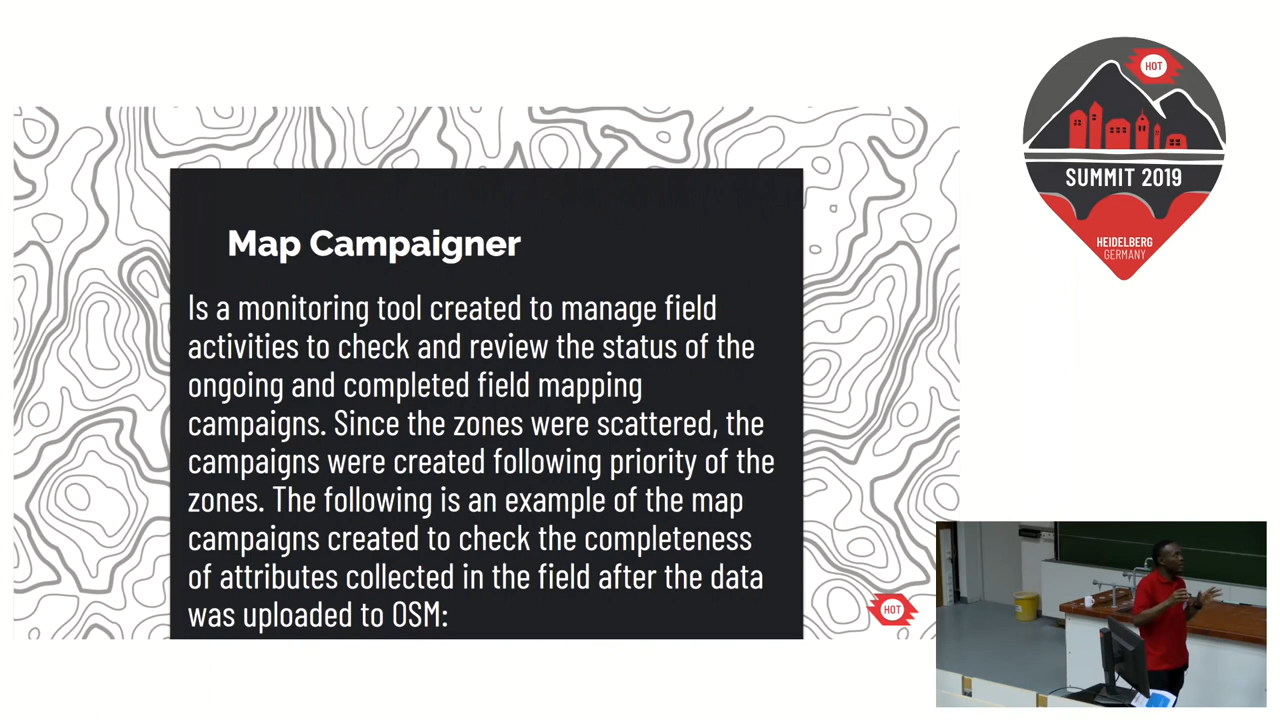 Map Campaigner
Is a monitoring tool created to manage field
activities to check and review the status of the
ongoing and completed field mapping
campaigns. Since the zones were scattered, the
campaigns were created following priority of the
zones. The following is an example of the map
campaigns created to check the completeness
of attributes collected in the field after the data
was uploaded to OSM:
HOT
HOT
SUMMIT 2019
HEIDELBERG
GERMANY